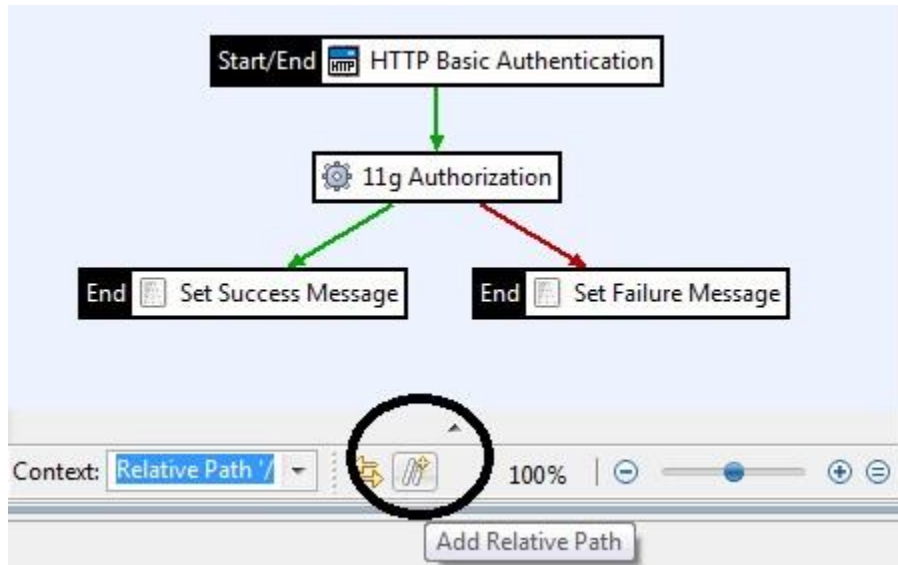 Start/End HTTP HTTP Basic Authentication
11g Authorization
End Set Success Message End Set Failure Message
Context: Relative Path '/ 100%
Add Relative Path